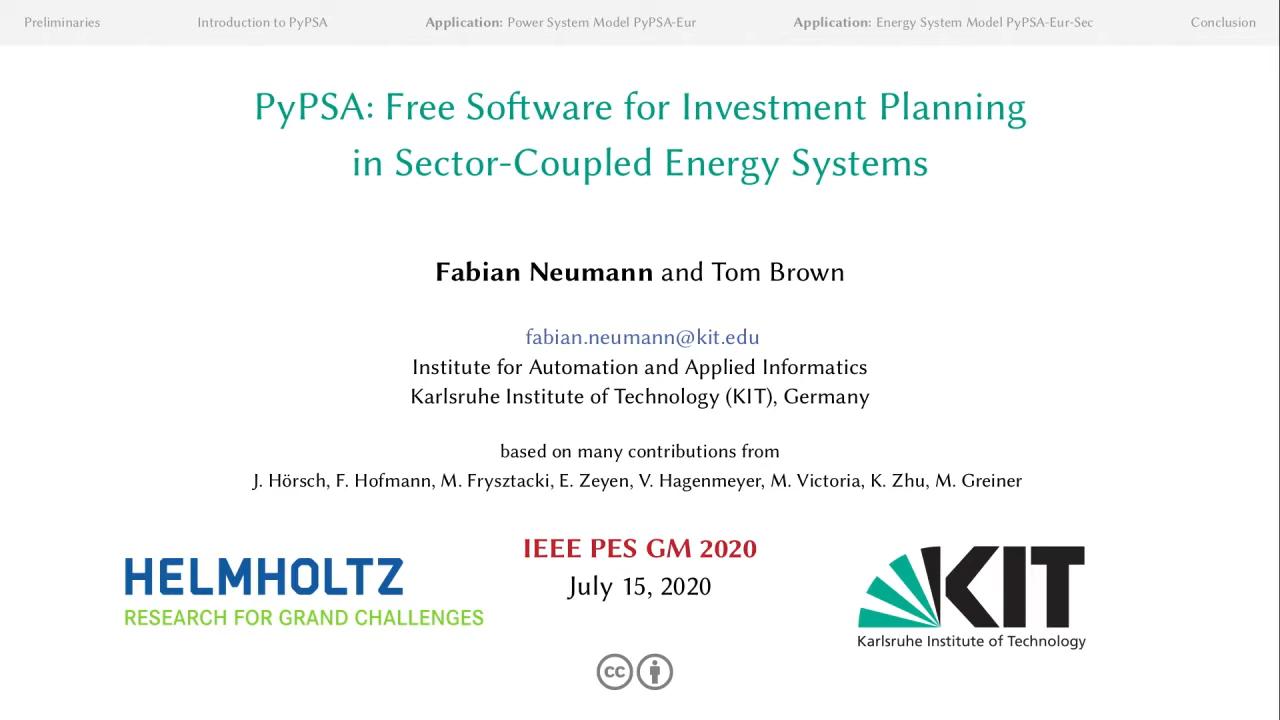 Preliminaries Introduction to PyPSA Application: Power System Model PyPSA-Eur Application: Energy System Model PyPSA-Eur-Sec Conclusion
PyPSA: Free Software for Investment Planning
in Sector-Coupled Energy Systems
Fabian Neumann and Tom Brown
fabian.neumann@kit.edu
Institute for Automation and Applied Informatics
Karlsruhe Institute of Technology (KIT), Germany
based on many contributions from
J. Hörsch, F. Hofmann, M. Frysztacki, E. Zeyen, V. Hagenmeyer, M. Victoria, K. Zhu, M. Greiner
IEEE PES GM 2020
July 15, 2020
HELMHOLTZ
RESEARCH FOR GRAND CHALLENGES
KIT
Karlsruhe Institute of Technology
cc